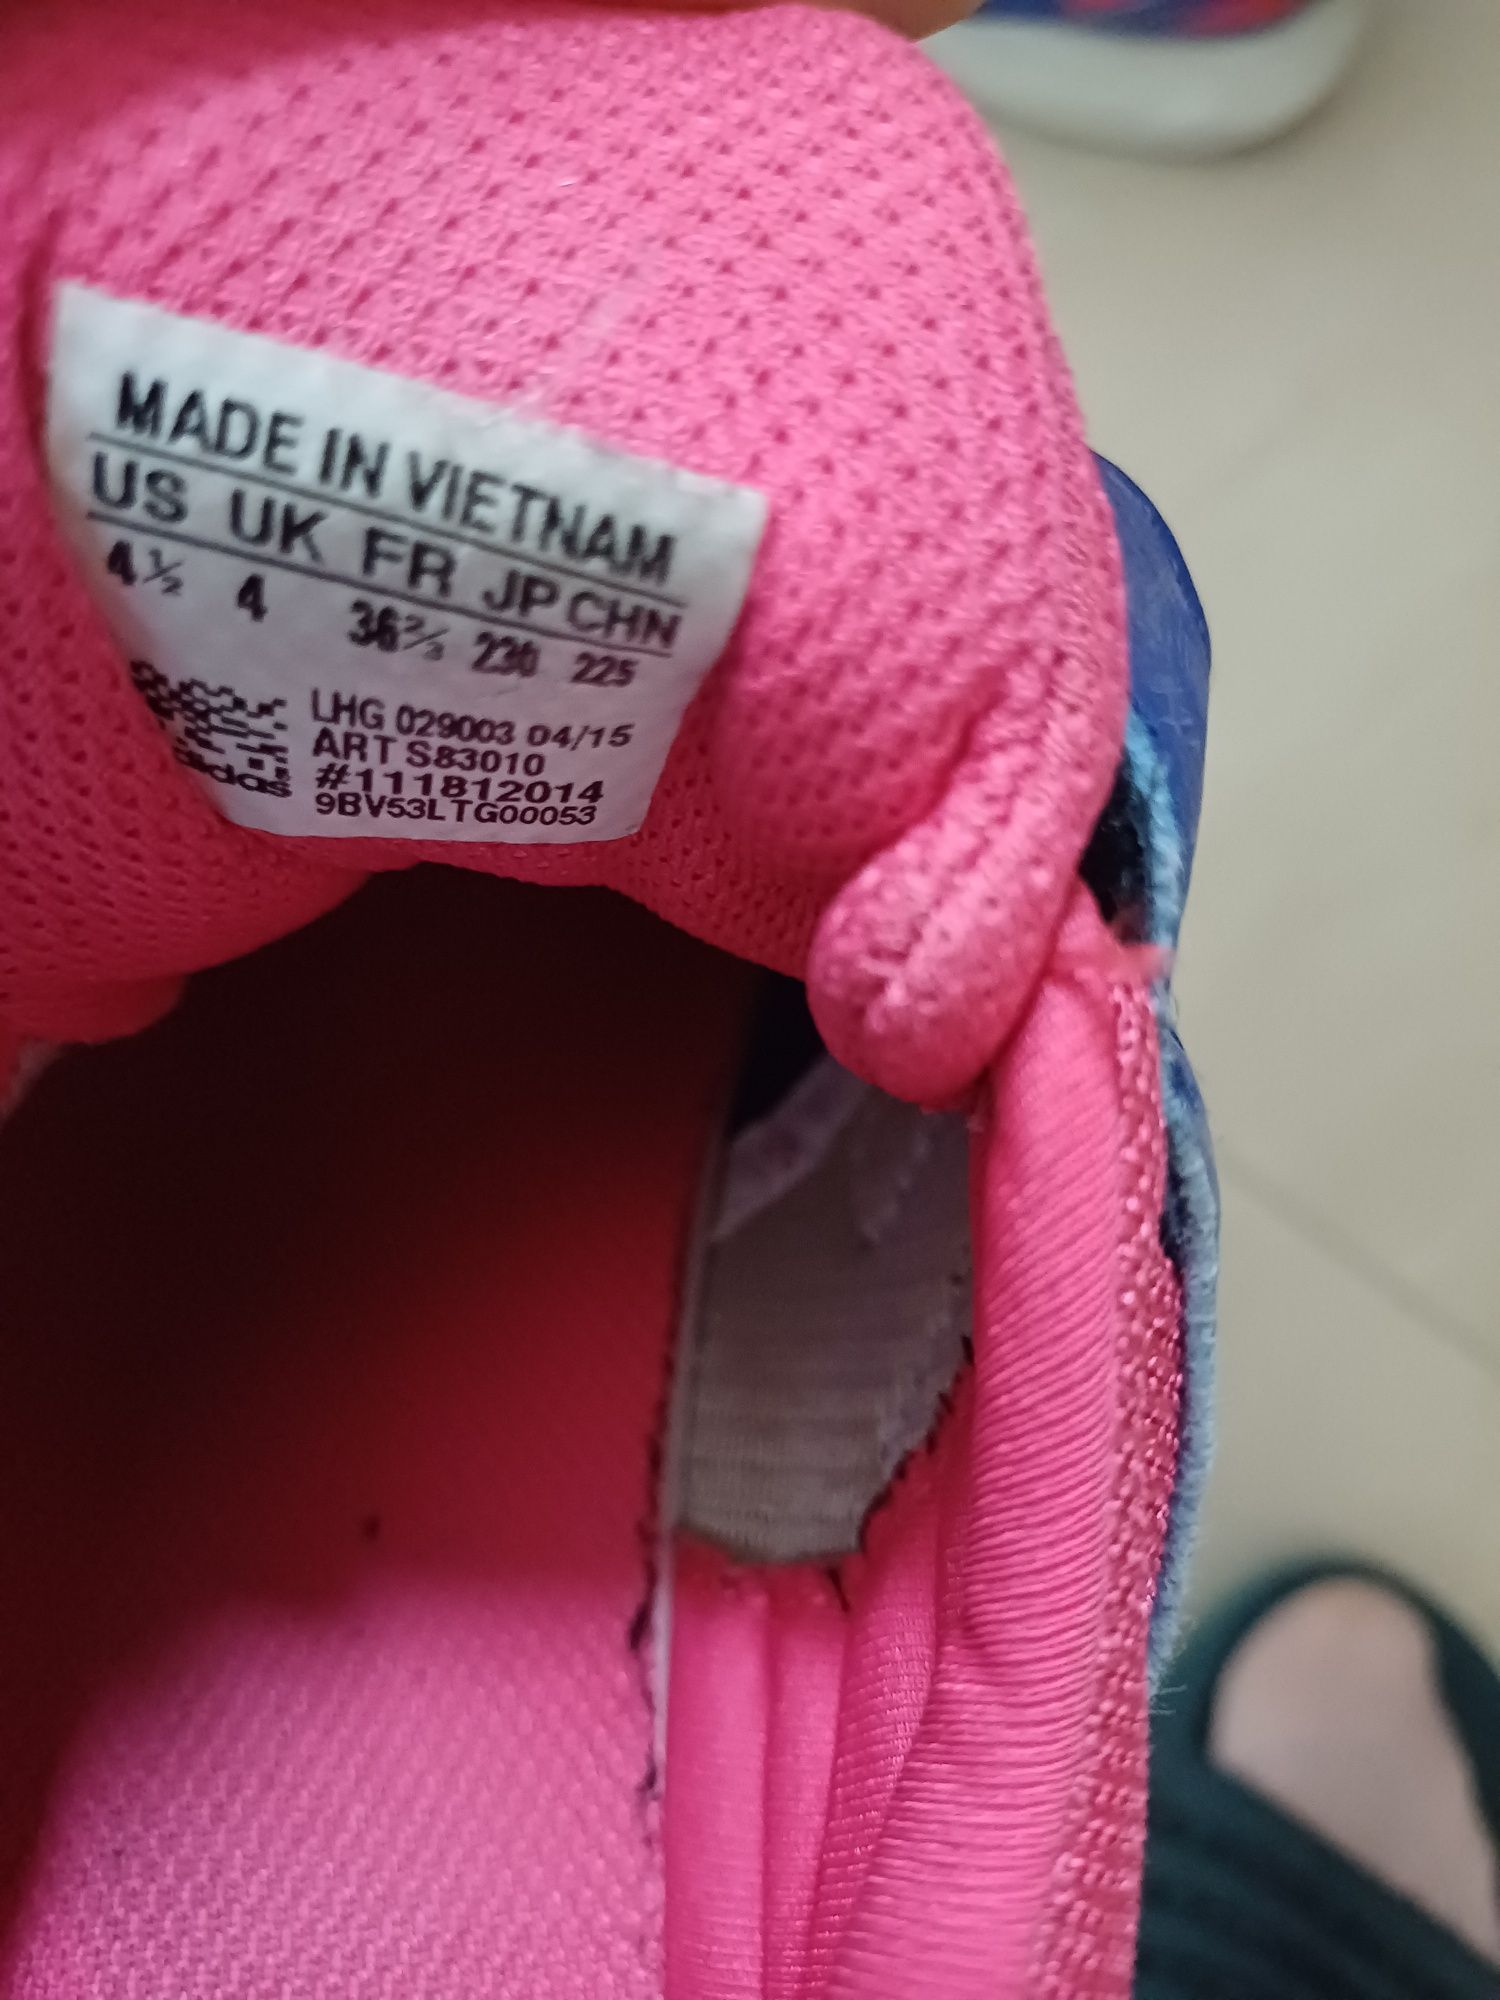 MADE IN VIETNAM
US UK FR JP CHN
4½ 4 36⅔ 230 225
LHG 029003 04/15
ART S83010
#111812014
9BV53LTG00053
adidas